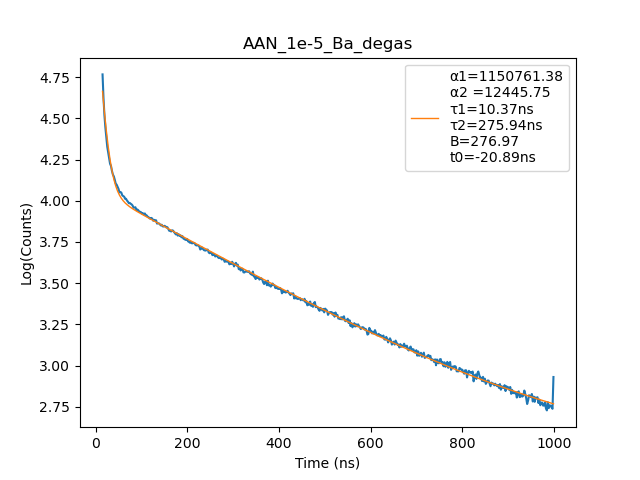 AAN_1e-5_Ba_degas
α1=1150761.38
α2 =12445.75
τ1=10.37ns
τ2=275.94ns
B=276.97
t0=-20.89ns
Log(Counts)
4.75
4.50
4.25
4.00
3.75
3.50
3.25
3.00
2.75
0 200 400 600 800 1000
Time (ns)